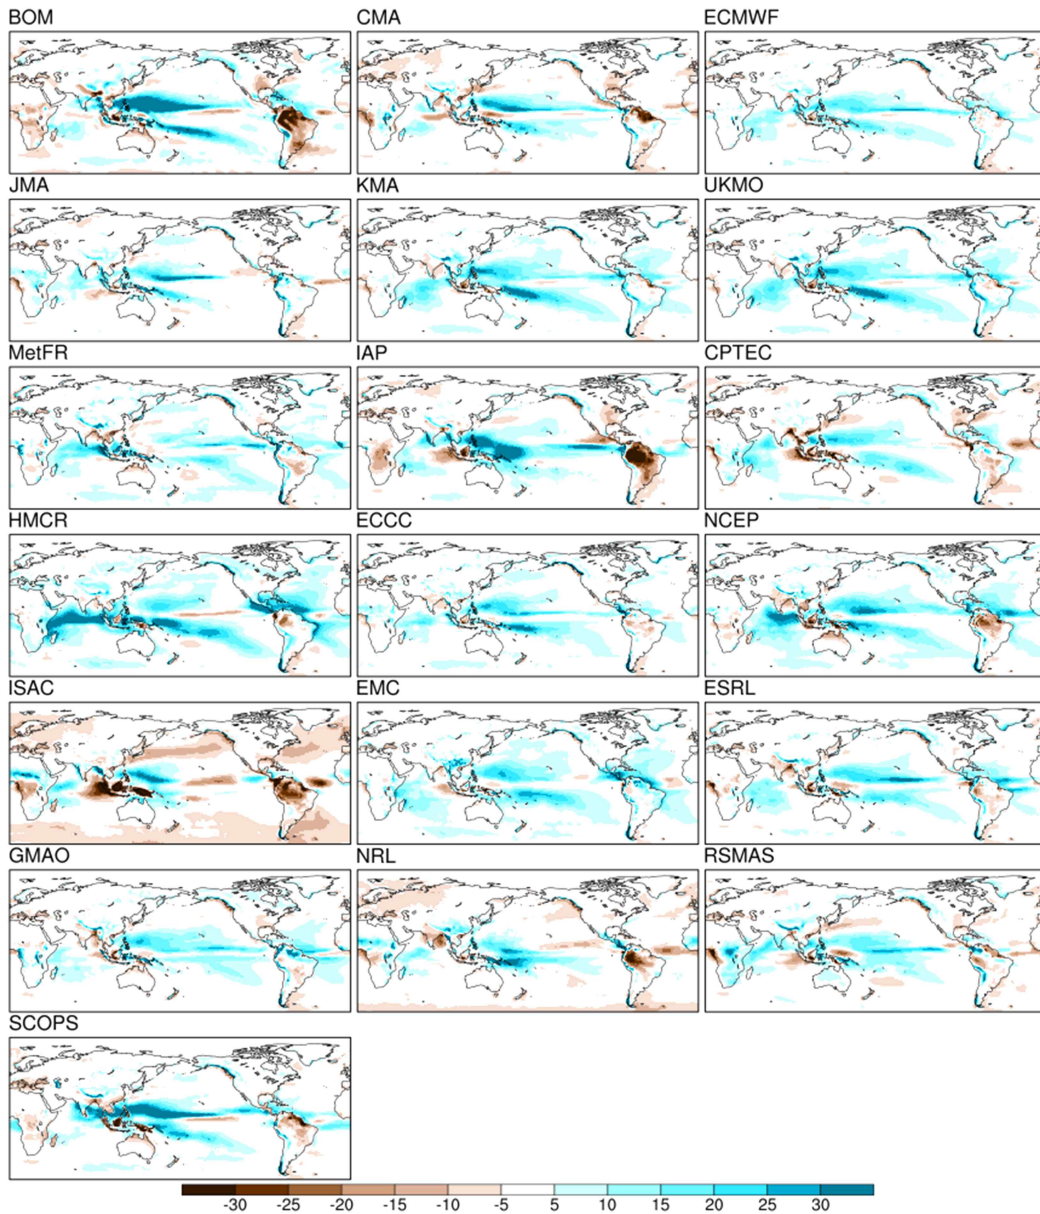 BOM CMA ECMWF
JMA KMA UKMO
MetFR IAP CPTEC
HMCR ECCC NCEP
ISAC EMC ESRL
GMAO NRL RSMAS
SCOPS
-30 -25 -20 -15 -10 -5 5 10 15 20 25 30